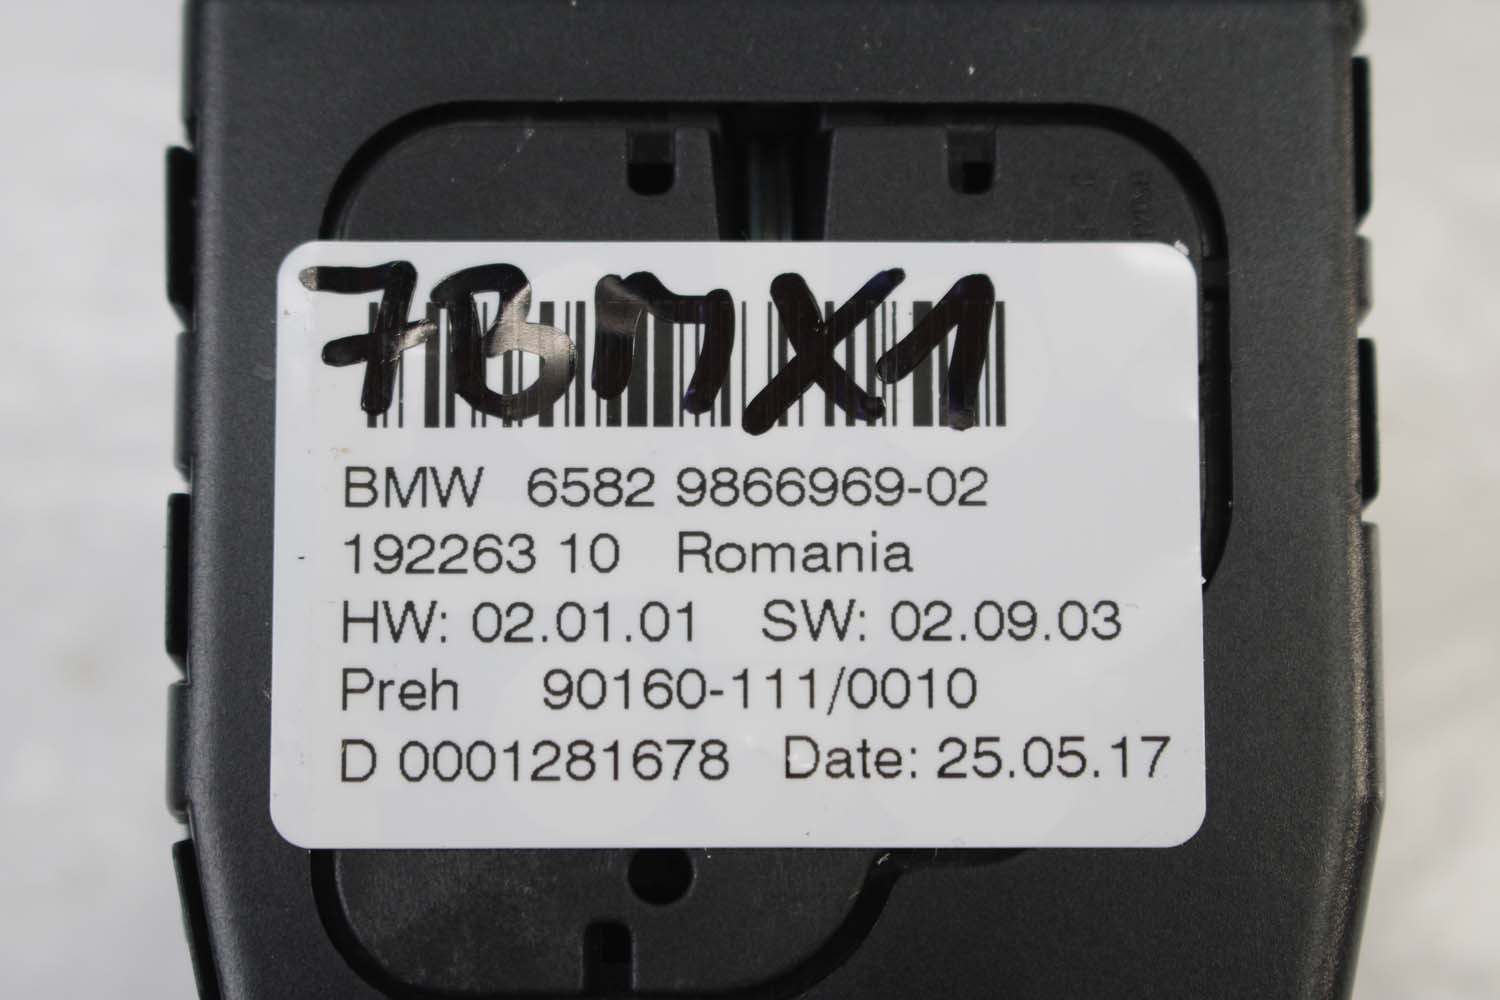 7BMX1
BMW 6582 9866969-02
192263 10 Romania
HW: 02.01.01 SW: 02.09.03
Preh 90160-111/0010
D 0001281678 Date: 25.05.17